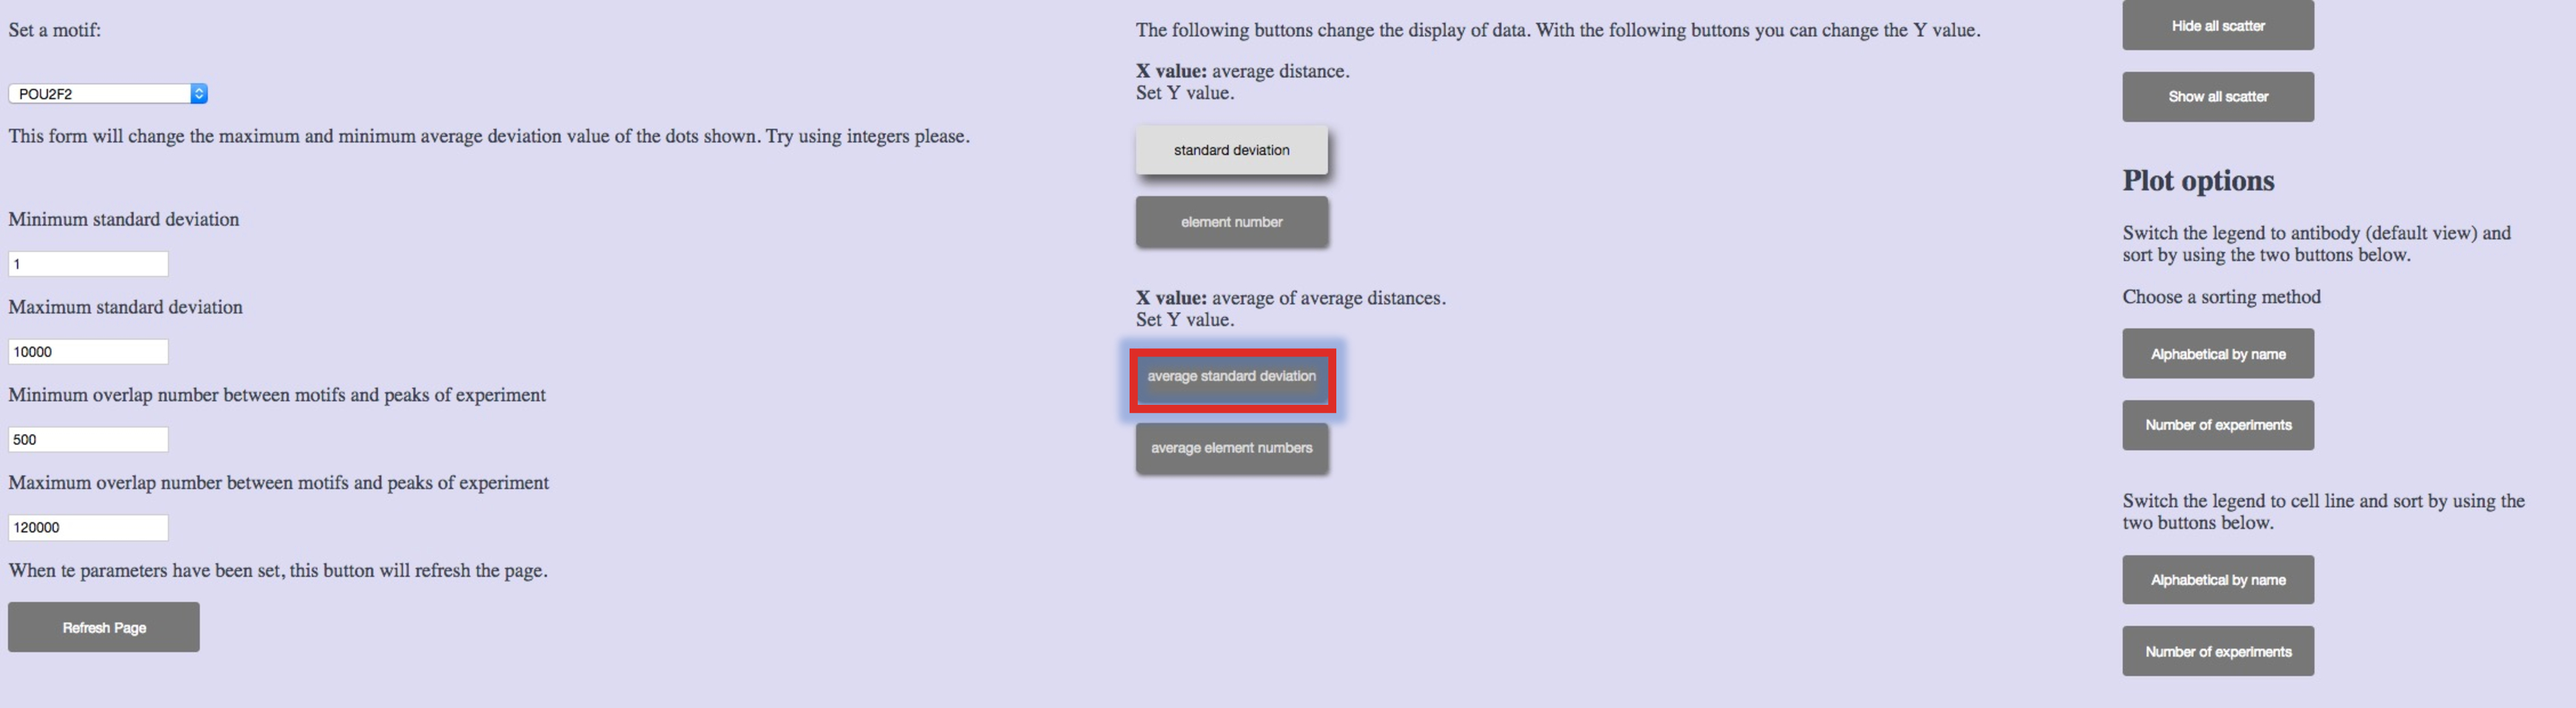 Set a motif:
POU2F2
This form will change the maximum and minimum average deviation value of the dots shown. Try using integers please.
Minimum standard deviation
1
Maximum standard deviation
10000
Minimum overlap number between motifs and peaks of experiment
500
Maximum overlap number between motifs and peaks of experiment
120000
When te parameters have been set, this button will refresh the page.
Refresh Page
The following buttons change the display of data. With the following buttons you can change the Y value.
X value: average distance.
Set Y value.
standard deviation
element number
X value: average of average distances.
Set Y value.
average standard deviation
average element numbers
Hide all scatter
Show all scatter
Plot options
Switch the legend to antibody (default view) and
sort by using the two buttons below.
Choose a sorting method
Alphabetical by name
Number of experiments
Switch the legend to cell line and sort by using the
two buttons below.
Alphabetical by name
Number of experiments